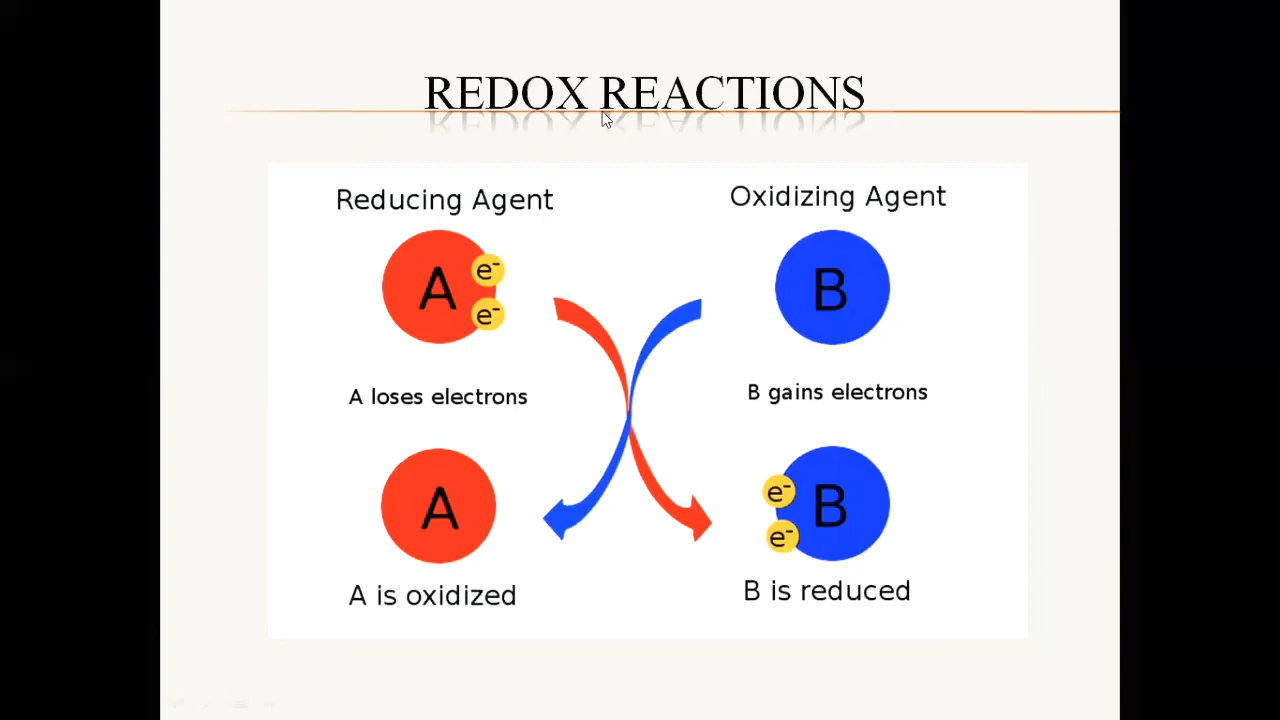 REDOX REACTIONS
Reducing Agent
Oxidizing Agent
A e⁻
e⁻
B
A loses electrons
B gains electrons
A
e⁻ B
e⁻
A is oxidized
B is reduced